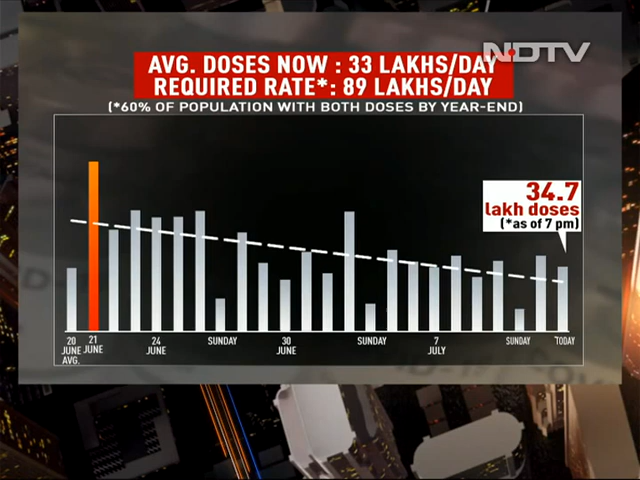 NDTV
AVG. DOSES NOW : 33 LAKHS/DAY
REQUIRED RATE*: 89 LAKHS/DAY
(*60% OF POPULATION WITH BOTH DOSES BY YEAR-END)
34.7
lakh doses
(*as of 7 pm)
20 JUNE AVG.
21 JUNE
24 JUNE
SUNDAY
30 JUNE
SUNDAY
7 JULY
SUNDAY
TODAY